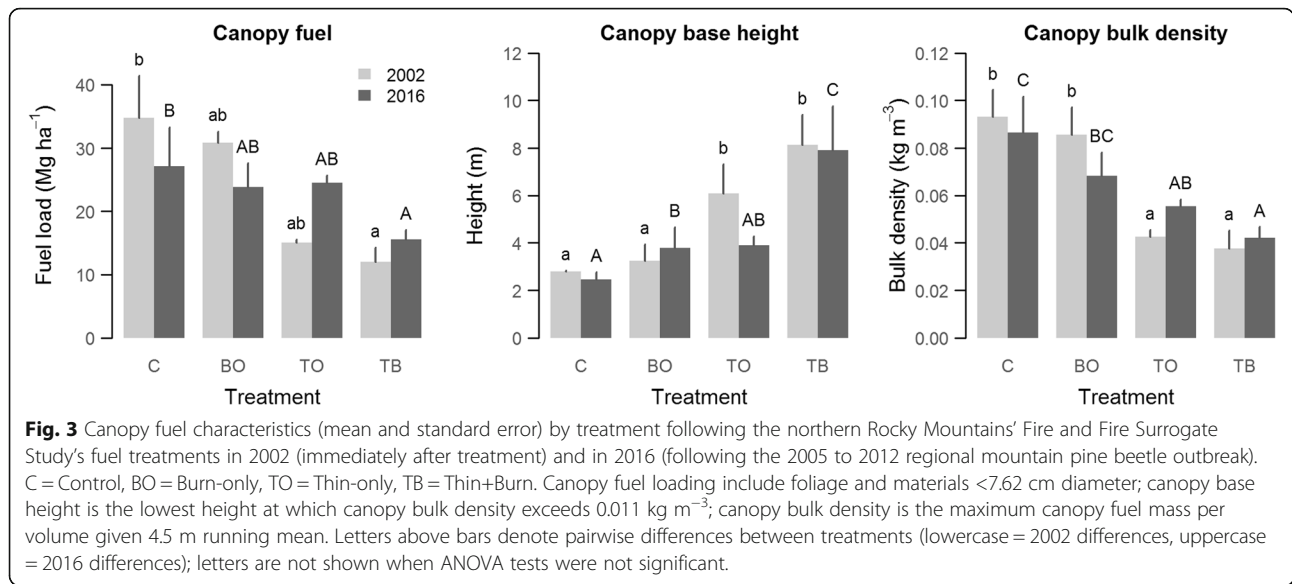 Canopy fuel
Canopy base height
Canopy bulk density
Fuel load (Mg ha⁻¹)
40
30
20
10
0
b
B
ab
AB
ab
AB
b
A
2002
2016
C
BO
TO
TB
Treatment
Height (m)
12
10
8
6
4
2
0
a
A
a
B
b
AB
b
C
C
BO
TO
TB
Treatment
Bulk density (kg m⁻³)
0.12
0.10
0.08
0.06
0.04
0.02
0.00
b
C
b
BC
a
AB
a
A
C
BO
TO
TB
Treatment
Fig. 3 Canopy fuel characteristics (mean and standard error) by treatment following the northern Rocky Mountains’ Fire and Fire Surrogate
Study’s fuel treatments in 2002 (immediately after treatment) and in 2016 (following the 2005 to 2012 regional mountain pine beetle outbreak).
C = Control, BO = Burn-only, TO = Thin-only, TB = Thin+Burn. Canopy fuel loading include foliage and materials <7.62 cm diameter; canopy base
height is the lowest height at which canopy bulk density exceeds 0.011 kg m⁻³; canopy bulk density is the maximum canopy fuel mass per
volume given 4.5 m running mean. Letters above bars denote pairwise differences between treatments (lowercase = 2002 differences, uppercase
= 2016 differences); letters are not shown when ANOVA tests were not significant.